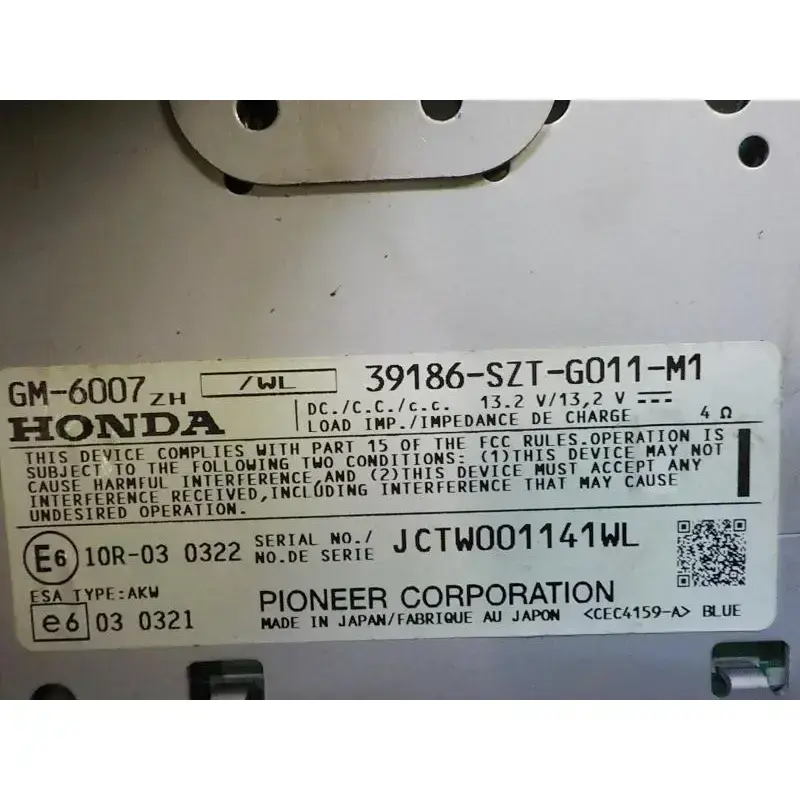 GM-6007ZH /WL 39186-SZT-G011-M1
HONDA
DC./C.C./c.c. 13.2 V/13,2 V ⎓
LOAD IMP./IMPEDANCE DE CHARGE 4 Ω
THIS DEVICE COMPLIES WITH PART 15 OF THE FCC RULES.OPERATION IS
SUBJECT TO THE FOLLOWING TWO CONDITIONS: (1)THIS DEVICE MAY NOT
CAUSE HARMFUL INTERFERENCE,AND (2)THIS DEVICE MUST ACCEPT ANY
INTERFERENCE RECEIVED,INCLUDING INTERFERENCE THAT MAY CAUSE
UNDESIRED OPERATION.
E6 10R-03 0322
SERIAL NO./
NO.DE SERIE
JCTW001141WL
ESA TYPE:AKW
e6 03 0321
PIONEER CORPORATION
MADE IN JAPAN/FABRIQUE AU JAPON <CEC4159-A> BLUE